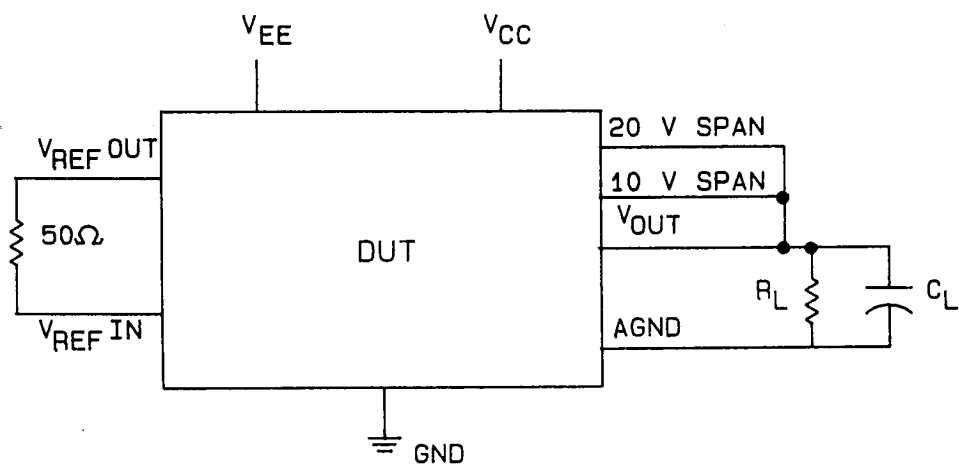 VEE
VCC
VREF OUT
20 V SPAN
10 V SPAN
VOUT
50Ω
DUT
RL
CL
VREF IN
AGND
GND